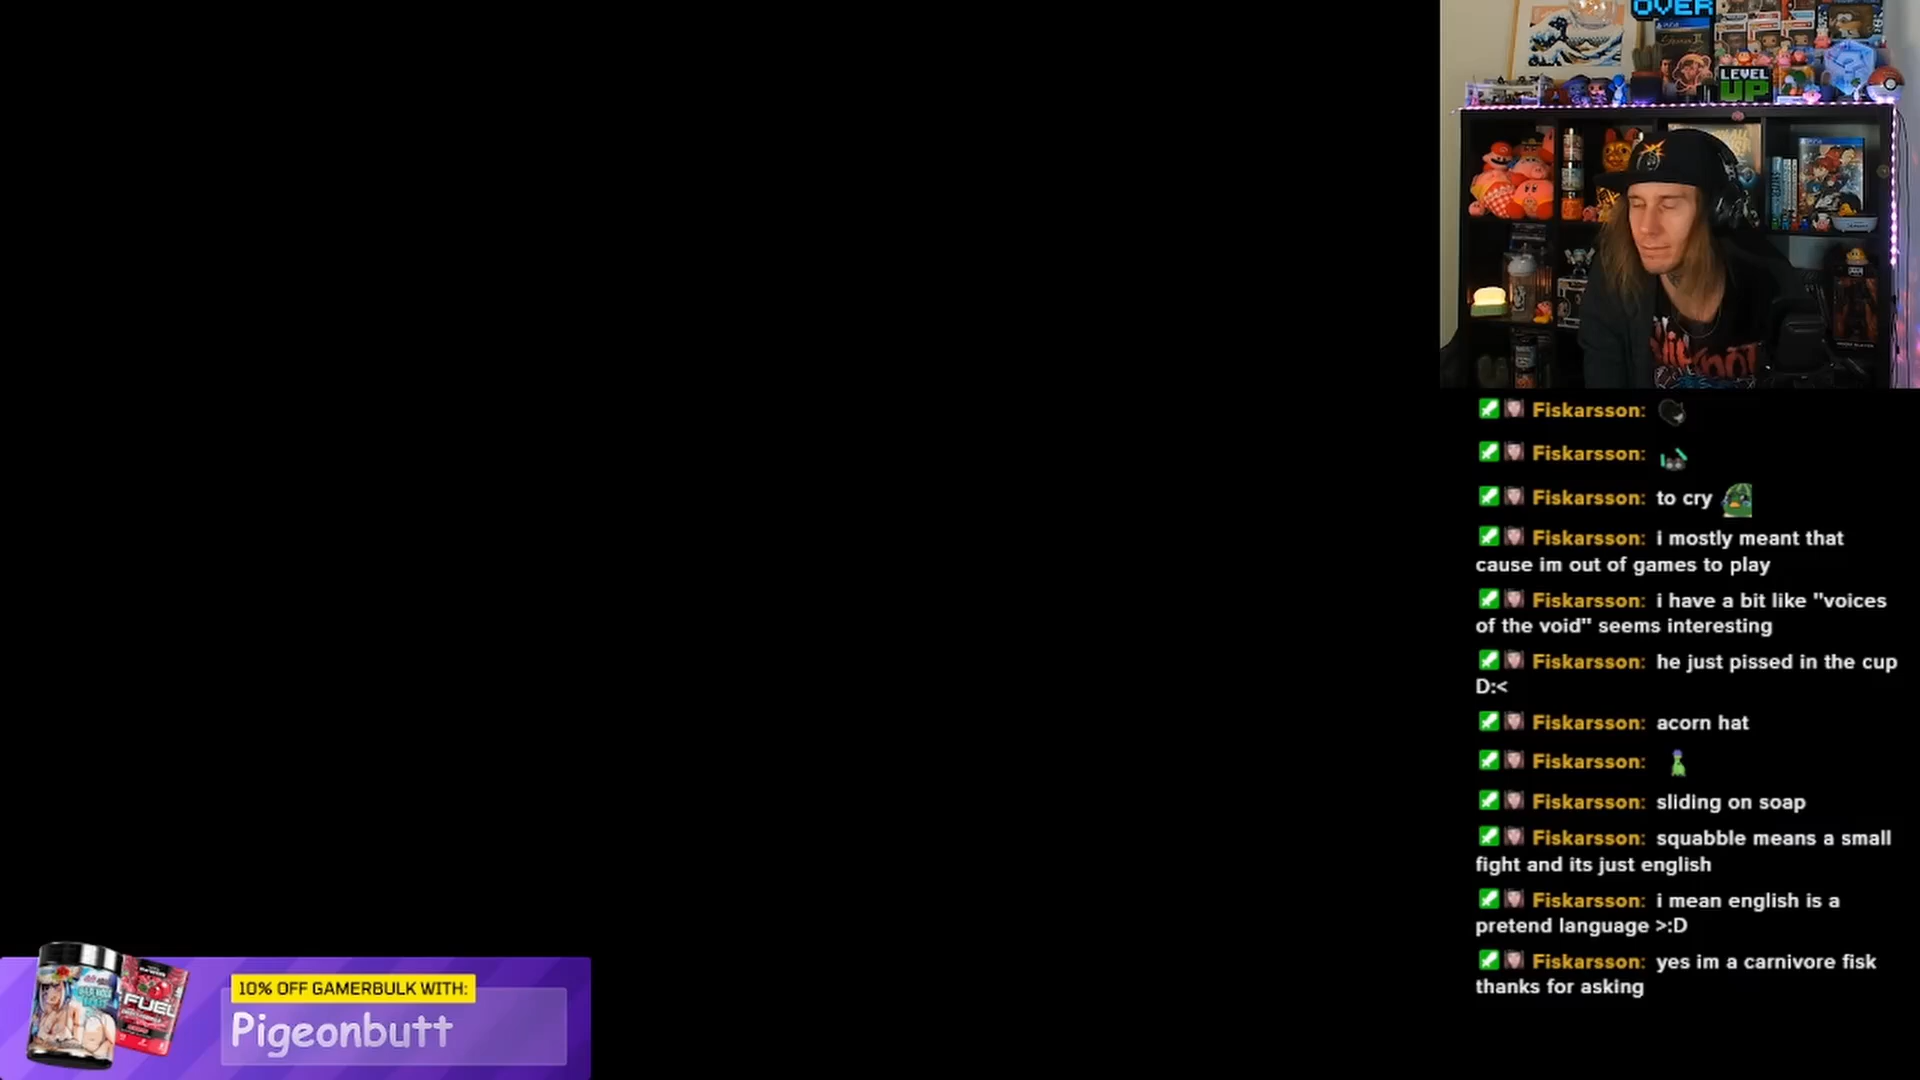 OVER
LEVEL
UP
Fiskarsson:
Fiskarsson:
Fiskarsson: to cry
Fiskarsson: i mostly meant that
cause im out of games to play
Fiskarsson: i have a bit like "voices
of the void" seems interesting
Fiskarsson: he just pissed in the cup
D:<
Fiskarsson: acorn hat
Fiskarsson:
Fiskarsson: sliding on soap
Fiskarsson: squabble means a small
fight and its just english
Fiskarsson: i mean english is a
pretend language >:D
Fiskarsson: yes im a carnivore fisk
thanks for asking
FUEL
10% OFF GAMERBULK WITH:
Pigeonbutt